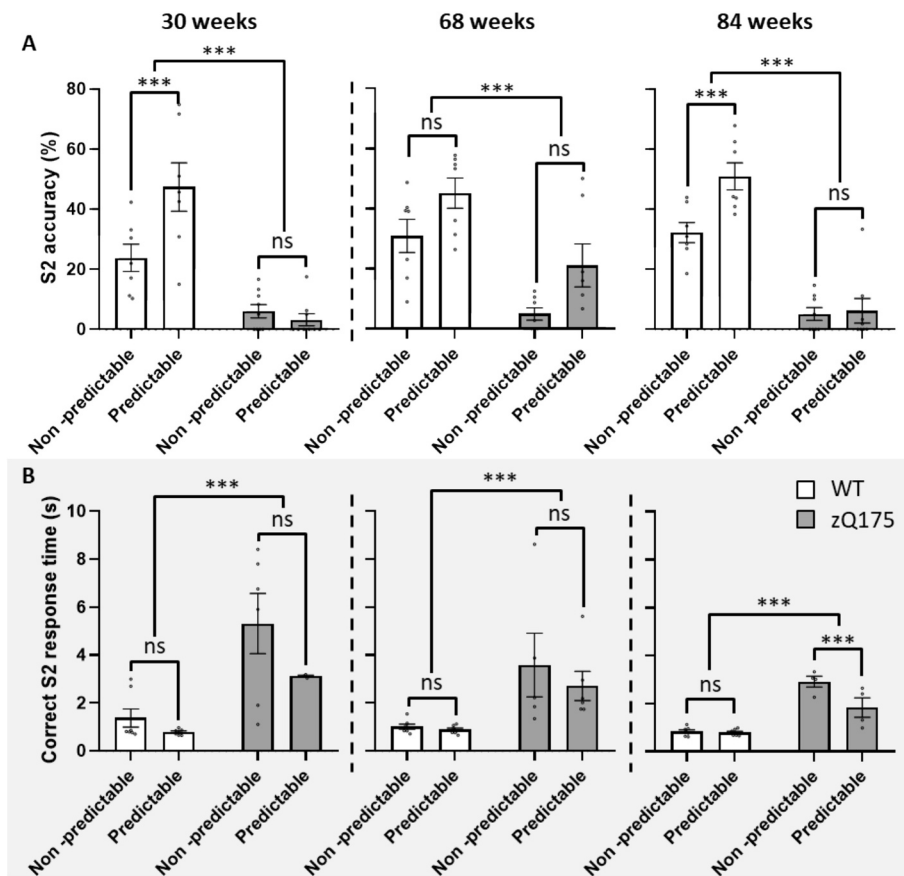 30 weeks 68 weeks 84 weeks
A
*** *** ***
*** ns ***
ns ns ns
S2 accuracy (%)
80
60
40
20
0
Non -predictable Predictable Non -predictable Predictable Non -predictable Predictable Non -predictable Predictable Non -predictable Predictable Non -predictable Predictable
B
*** *** WT
ns ns zQ175
***
***
ns ns ns
Correct S2 response time (s)
10
8
6
4
2
0
Non -predictable Predictable Non -predictable Predictable Non -predictable Predictable Non -predictable Predictable Non -predictable Predictable Non -predictable Predictable